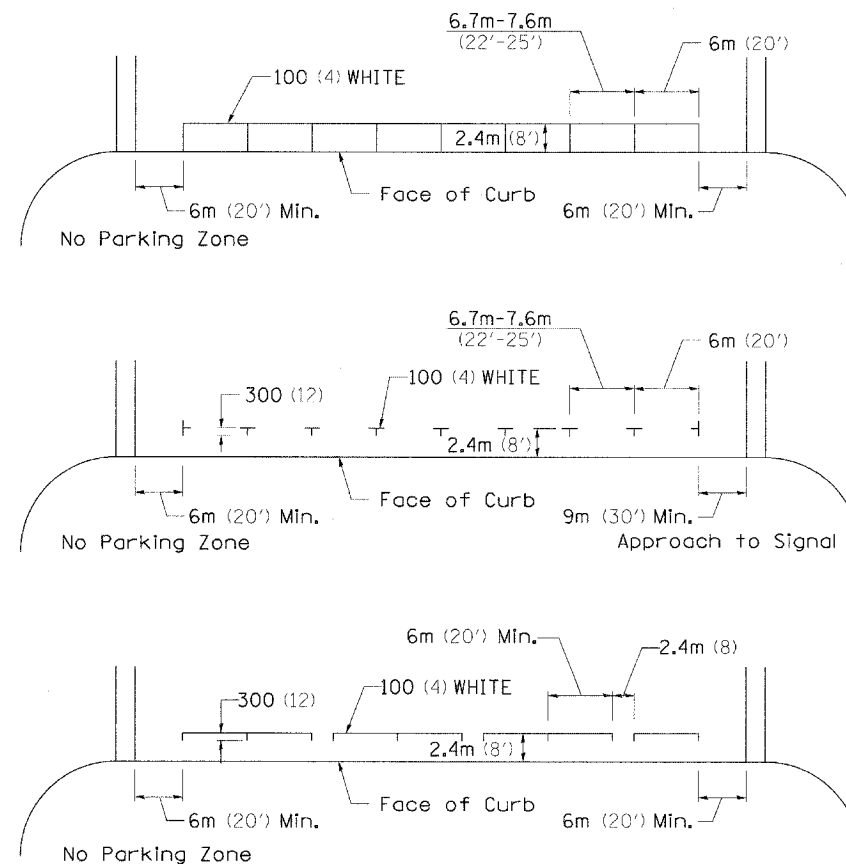 6.7m-7.6m
(22'-25')
6m (20')
100 (4) WHITE
2.4m (8')
Face of Curb
6m (20') Min.
6m (20') Min.
No Parking Zone
6.7m-7.6m
(22'-25')
6m (20')
300 (12)
100 (4) WHITE
2.4m (8')
Face of Curb
6m (20') Min.
9m (30') Min.
No Parking Zone
Approach to Signal
6m (20') Min.
2.4m (8)
300 (12)
100 (4) WHITE
2.4m (8')
Face of Curb
6m (20') Min.
6m (20') Min.
No Parking Zone